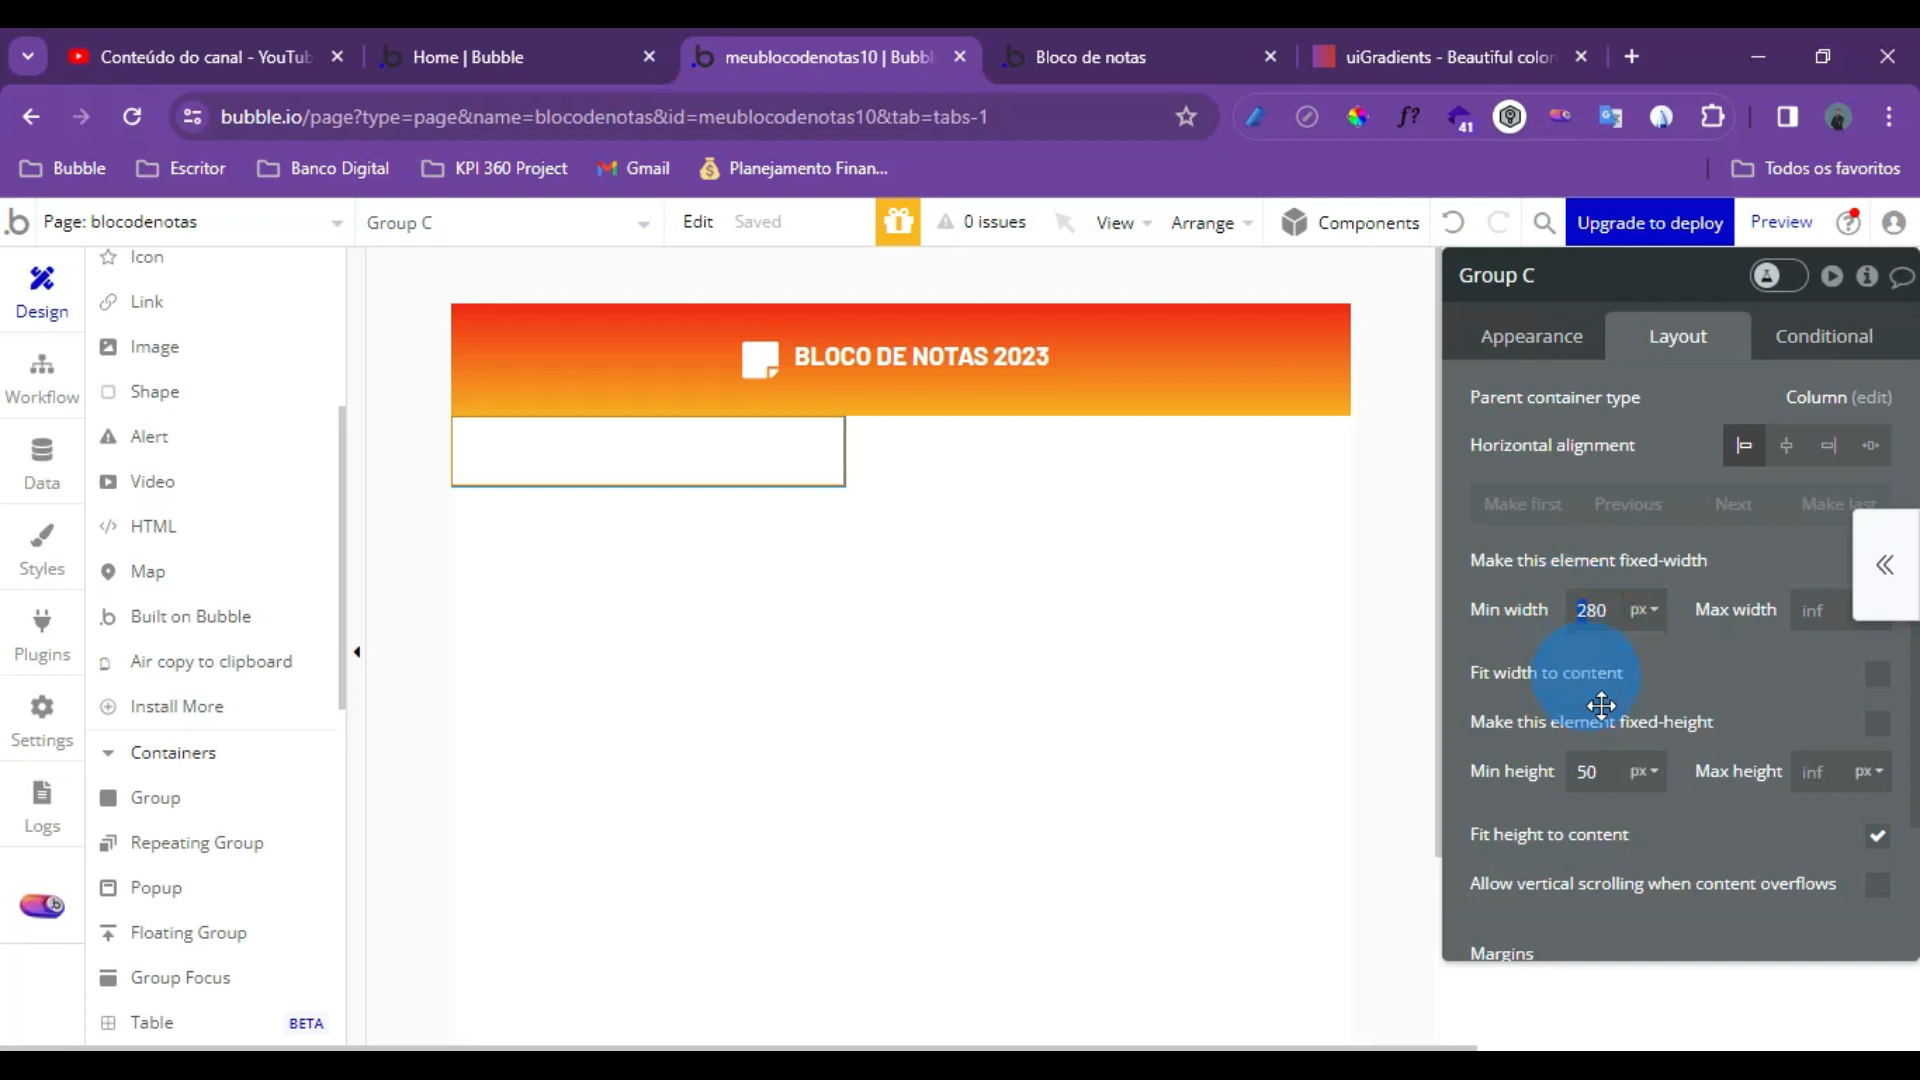 Conteúdo do canal - YouTub
Home | Bubble
meublocodenotas10 | Bubbl
Bloco de notas
uiGradients - Beautiful color
bubble.io/page?type=page&name=blocodenotas&id=meublocodenotas10&tab=tabs-1
f?
41
Bubble
Escritor
Banco Digital
KPI 360 Project
Gmail
Planejamento Finan...
Todos os favoritos
Page: blocodenotas
Group C
Edit
Saved
0 issues
View
Arrange
Components
Upgrade to deploy
Preview
Design
Workflow
Data
Styles
Plugins
Settings
Logs
Icon
Link
Image
Shape
Alert
Video
HTML
Map
Built on Bubble
Air copy to clipboard
Install More
Containers
Group
Repeating Group
Popup
Floating Group
Group Focus
Table
BETA
BLOCO DE NOTAS 2023
Group C
Appearance
Layout
Conditional
Parent container type
Column (edit)
Horizontal alignment
Make first
Previous
Next
Make last
Make this element fixed-width
Min width
280
px
Max width
inf
Fit width to content
Make this element fixed-height
Min height
50
px
Max height
inf
px
Fit height to content
Allow vertical scrolling when content overflows
Margins